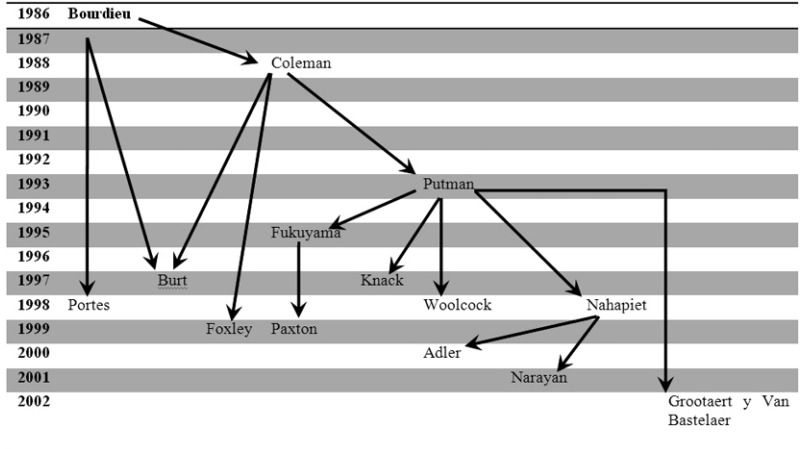 1986 Bourdieu
1987
1988 Coleman
1989
1990
1991
1992
1993 Putman
1994
1995 Fukuyama
1996
1997 Burt Knack
1998 Portes Woolcock Nahapiet
1999 Foxley Paxton
2000 Adler
2001 Narayan
2002 Grootaert y Van
Bastelaer